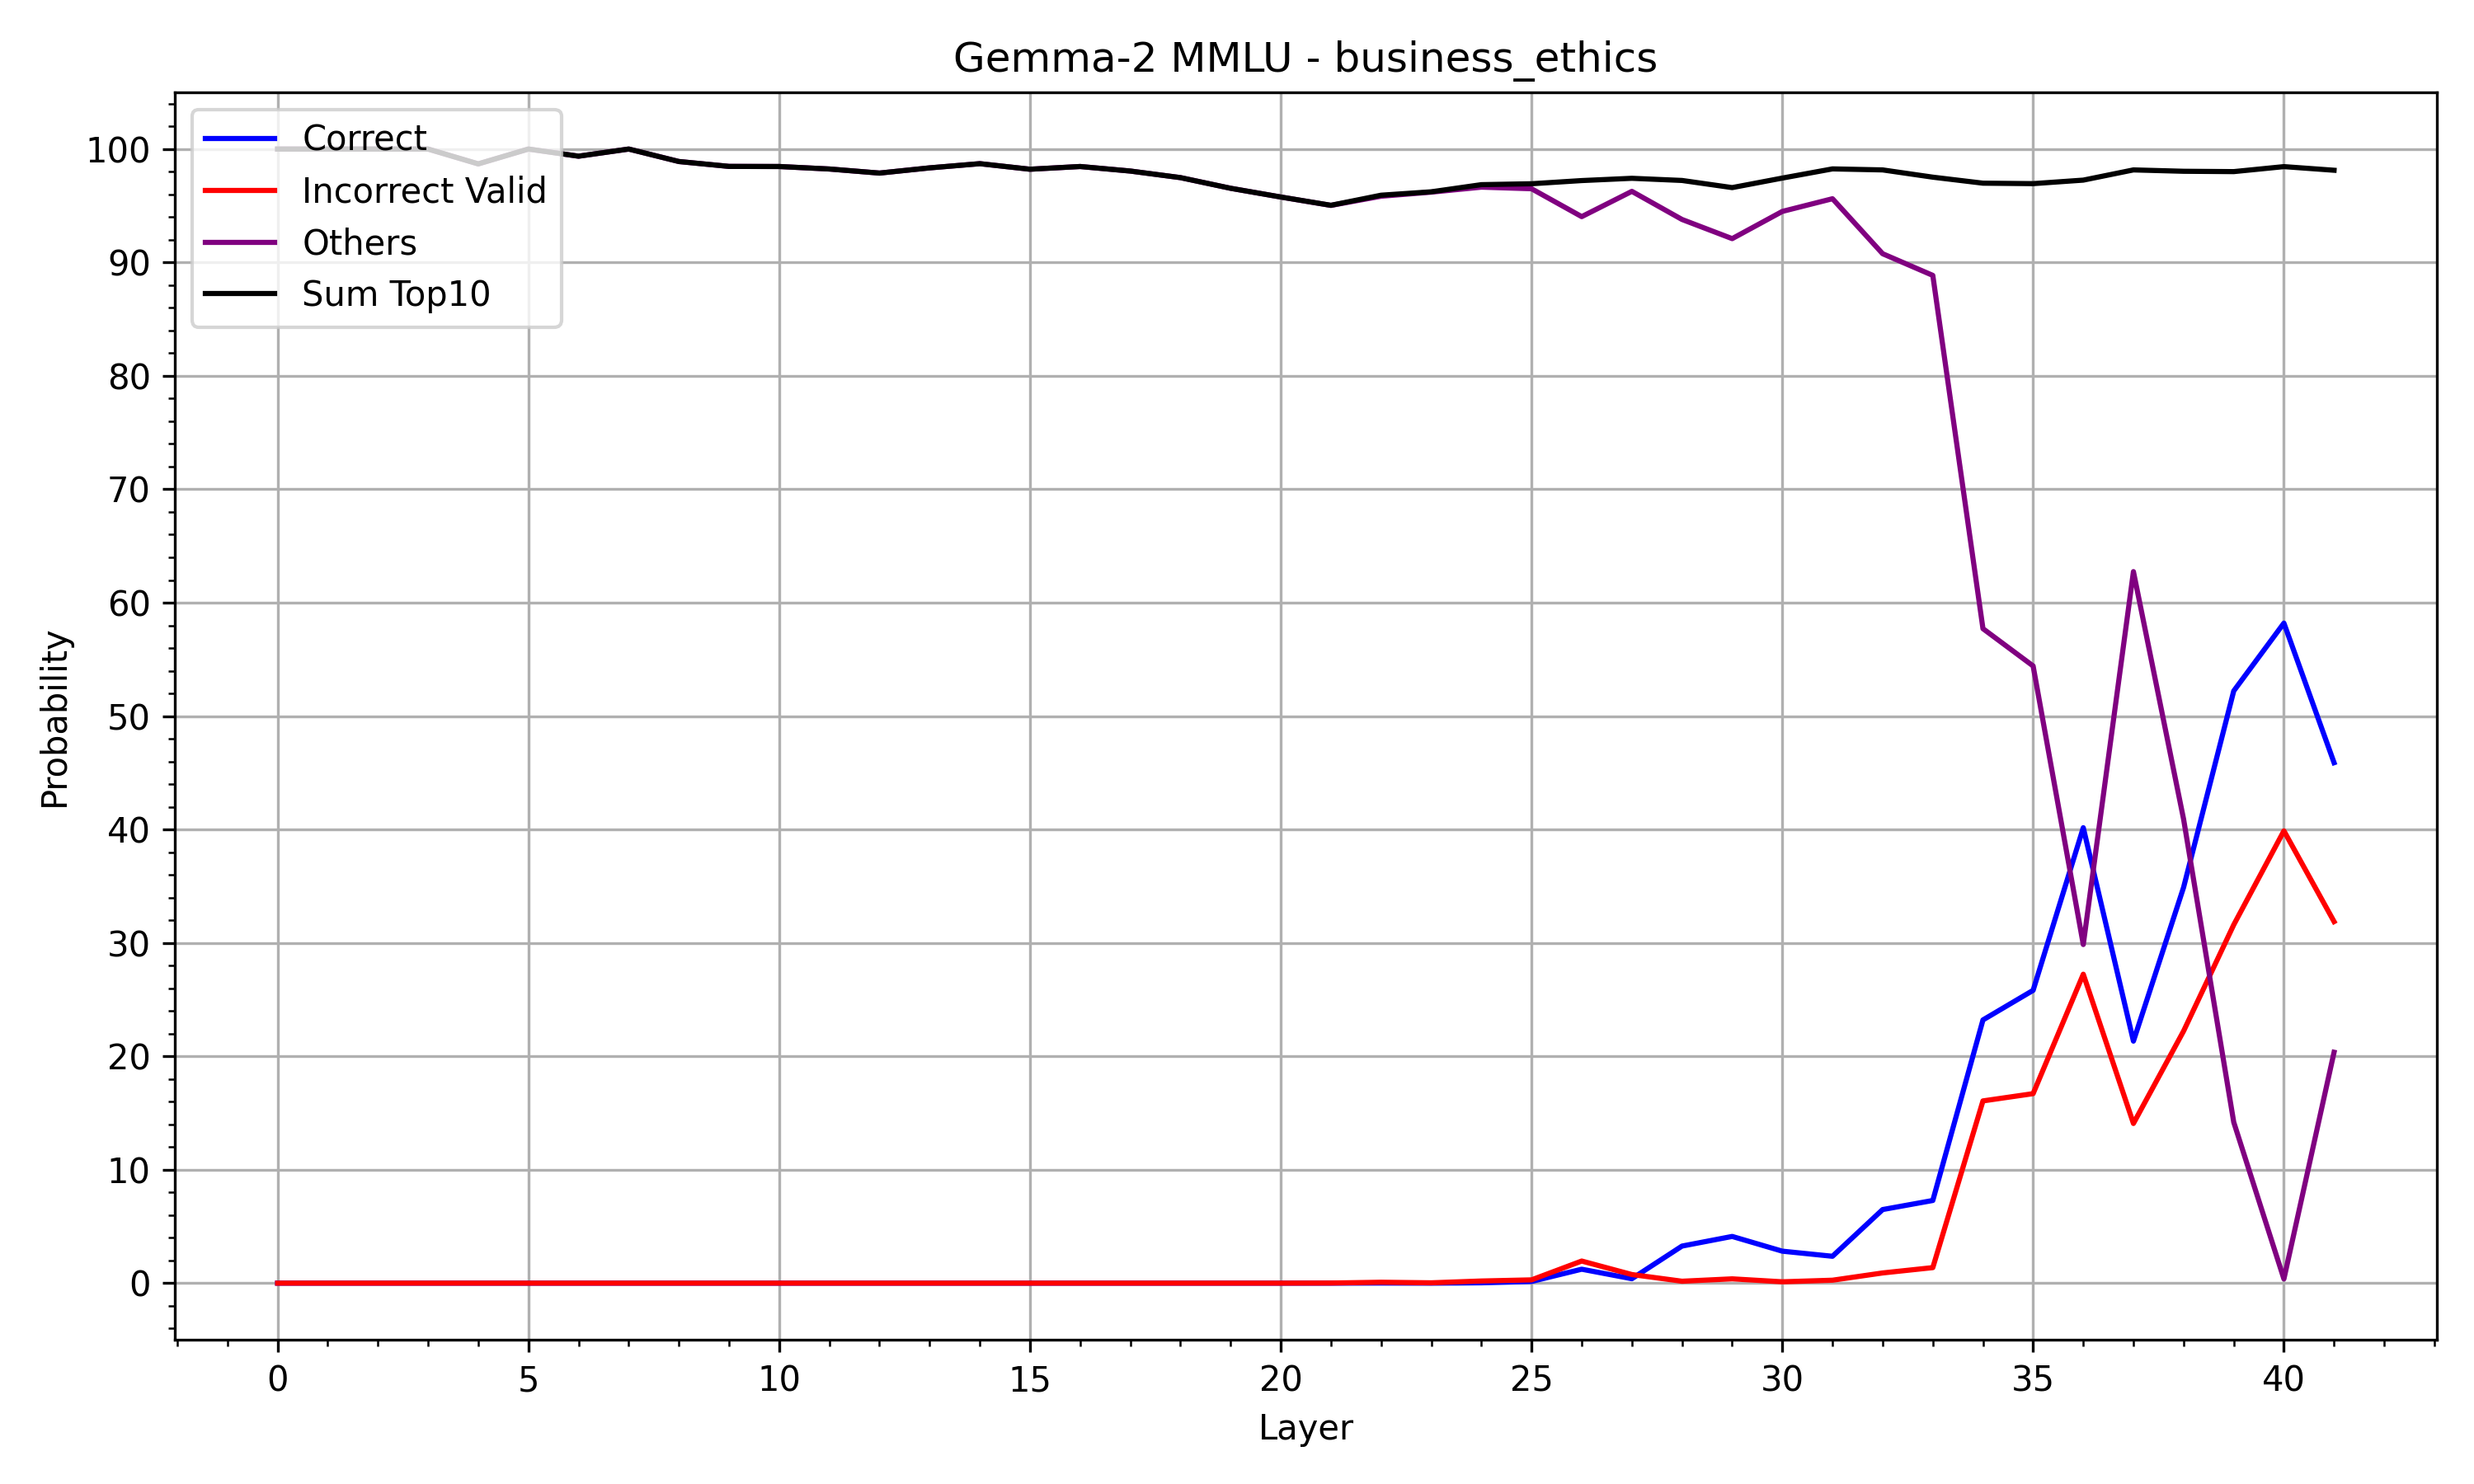 Gemma-2 MMLU - business_ethics
Correct
Incorrect Valid
Others
Sum Top10
100
90
80
70
60
50
40
30
20
10
0
Probability
0 5 10 15 20 25 30 35 40
Layer